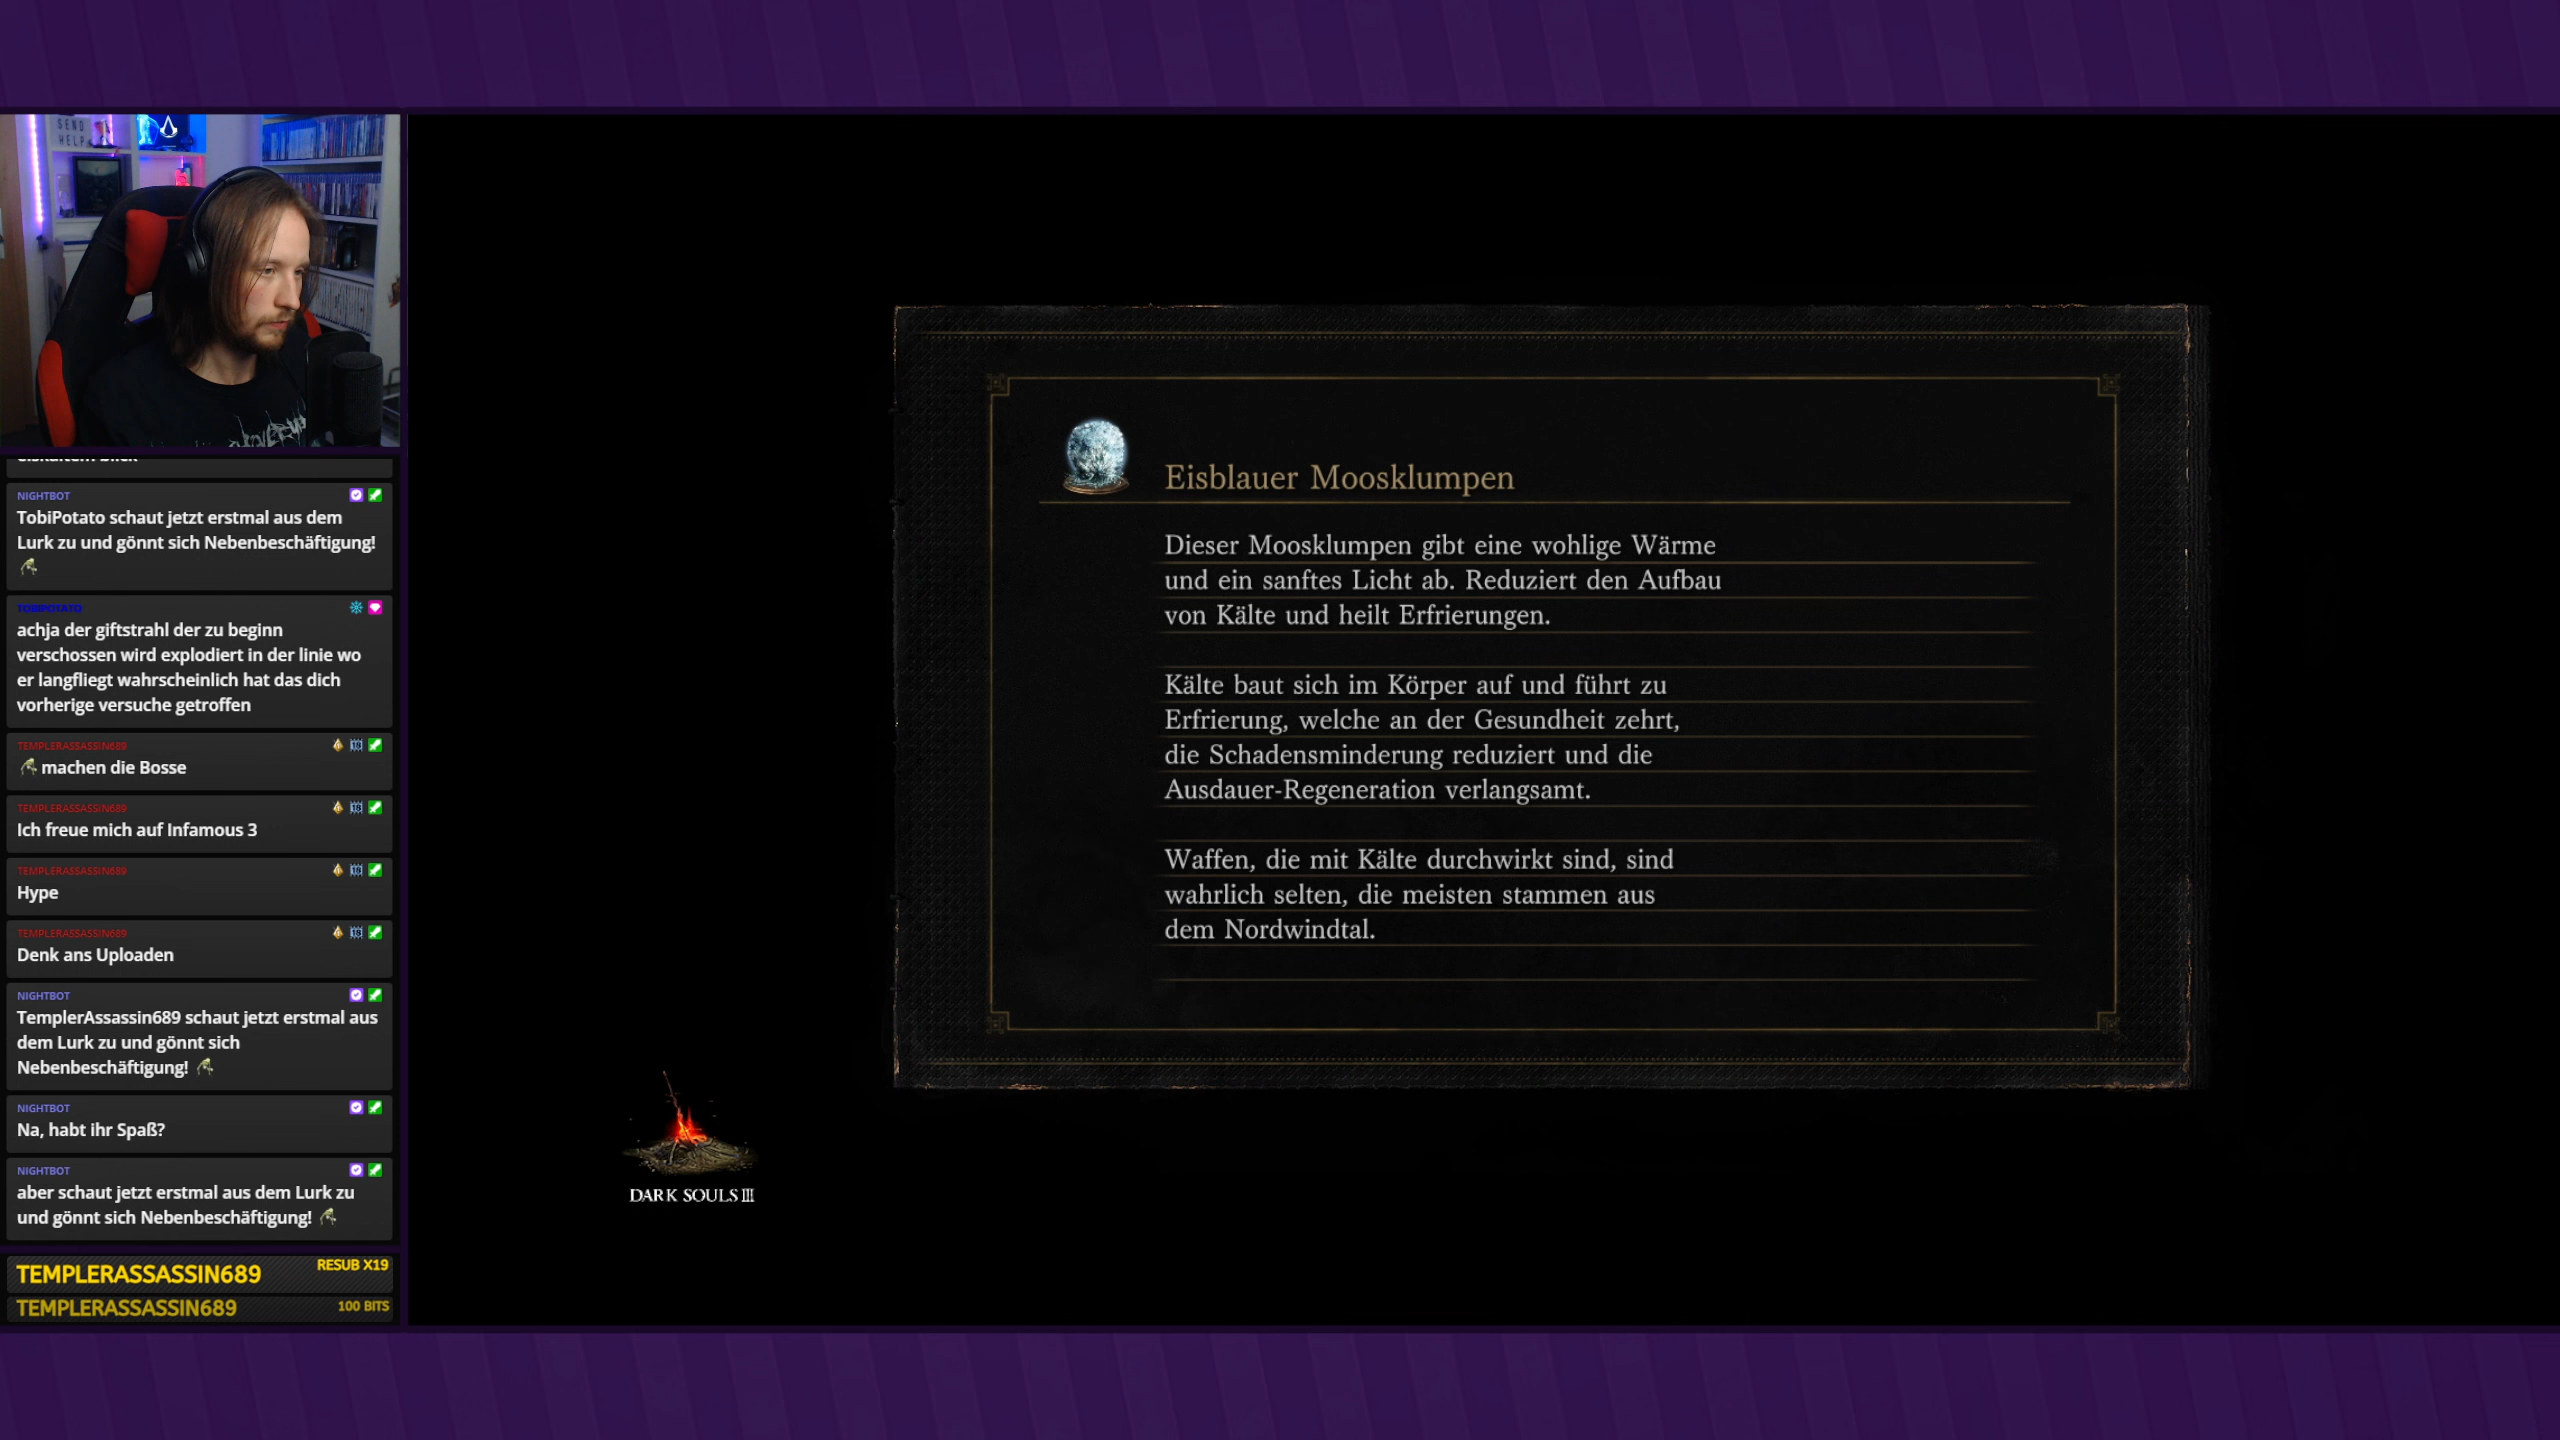 SEND
HELP
NIGHTBOT
TobiPotato schaut jetzt erstmal aus dem
Lurk zu und gönnt sich Nebenbeschäftigung!
TOBIPOTATO
achja der giftstrahl der zu beginn
verschossen wird explodiert in der linie wo
er langfliegt wahrscheinlich hat das dich
vorherige versuche getroffen
TEMPLERASSASSIN689
machen die Bosse
TEMPLERASSASSIN689
Ich freue mich auf Infamous 3
TEMPLERASSASSIN689
Hype
TEMPLERASSASSIN689
Denk ans Uploaden
NIGHTBOT
TemplerAssassin689 schaut jetzt erstmal aus
dem Lurk zu und gönnt sich
Nebenbeschäftigung!
NIGHTBOT
Na, habt ihr Spaß?
NIGHTBOT
aber schaut jetzt erstmal aus dem Lurk zu
und gönnt sich Nebenbeschäftigung!
TEMPLERASSASSIN689 RESUB X19
TEMPLERASSASSIN689 100 BITS
Eisblauer Moosklumpen
Dieser Moosklumpen gibt eine wohlige Wärme
und ein sanftes Licht ab. Reduziert den Aufbau
von Kälte und heilt Erfrierungen.
Kälte baut sich im Körper auf und führt zu
Erfrierung, welche an der Gesundheit zehrt,
die Schadensminderung reduziert und die
Ausdauer-Regeneration verlangsamt.
Waffen, die mit Kälte durchwirkt sind, sind
wahrlich selten, die meisten stammen aus
dem Nordwindtal.
DARK SOULS III